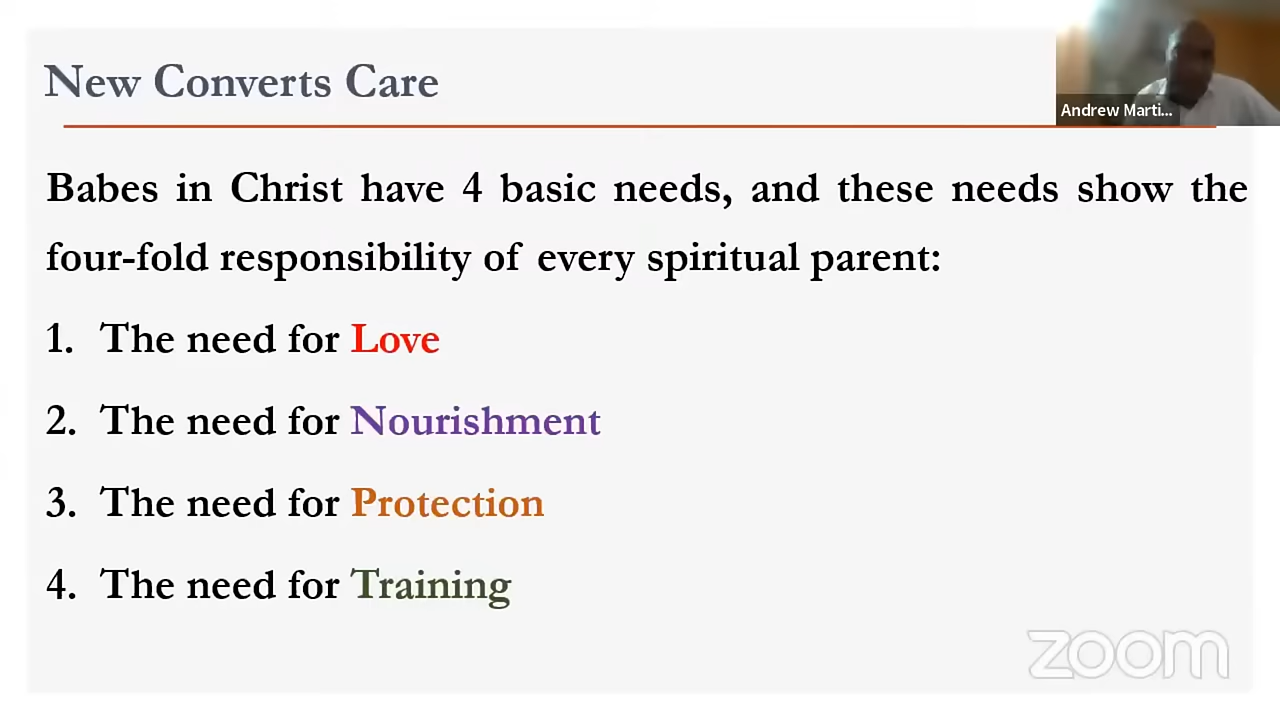 New Converts Care
Andrew Marti...
Babes in Christ have 4 basic needs, and these needs show the
four-fold responsibility of every spiritual parent:
1. The need for Love
2. The need for Nourishment
3. The need for Protection
4. The need for Training
zoom